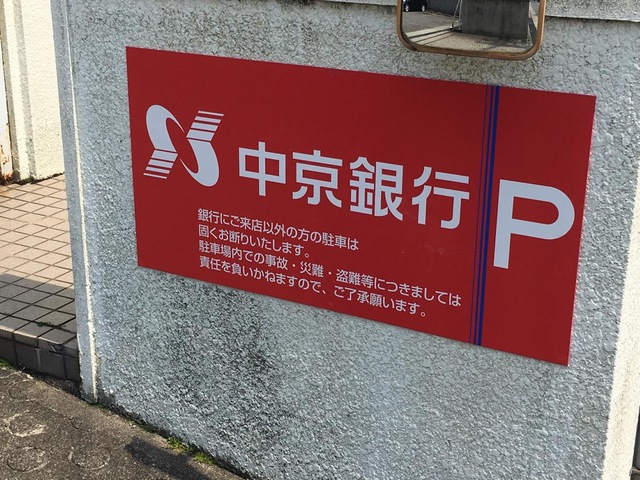 中京銀行 P
銀行にご来店以外の方の駐車は
固くお断りいたします。
駐車場内での事故・災難・盗難等につきましては
責任を負いかねますので、ご了承願います。